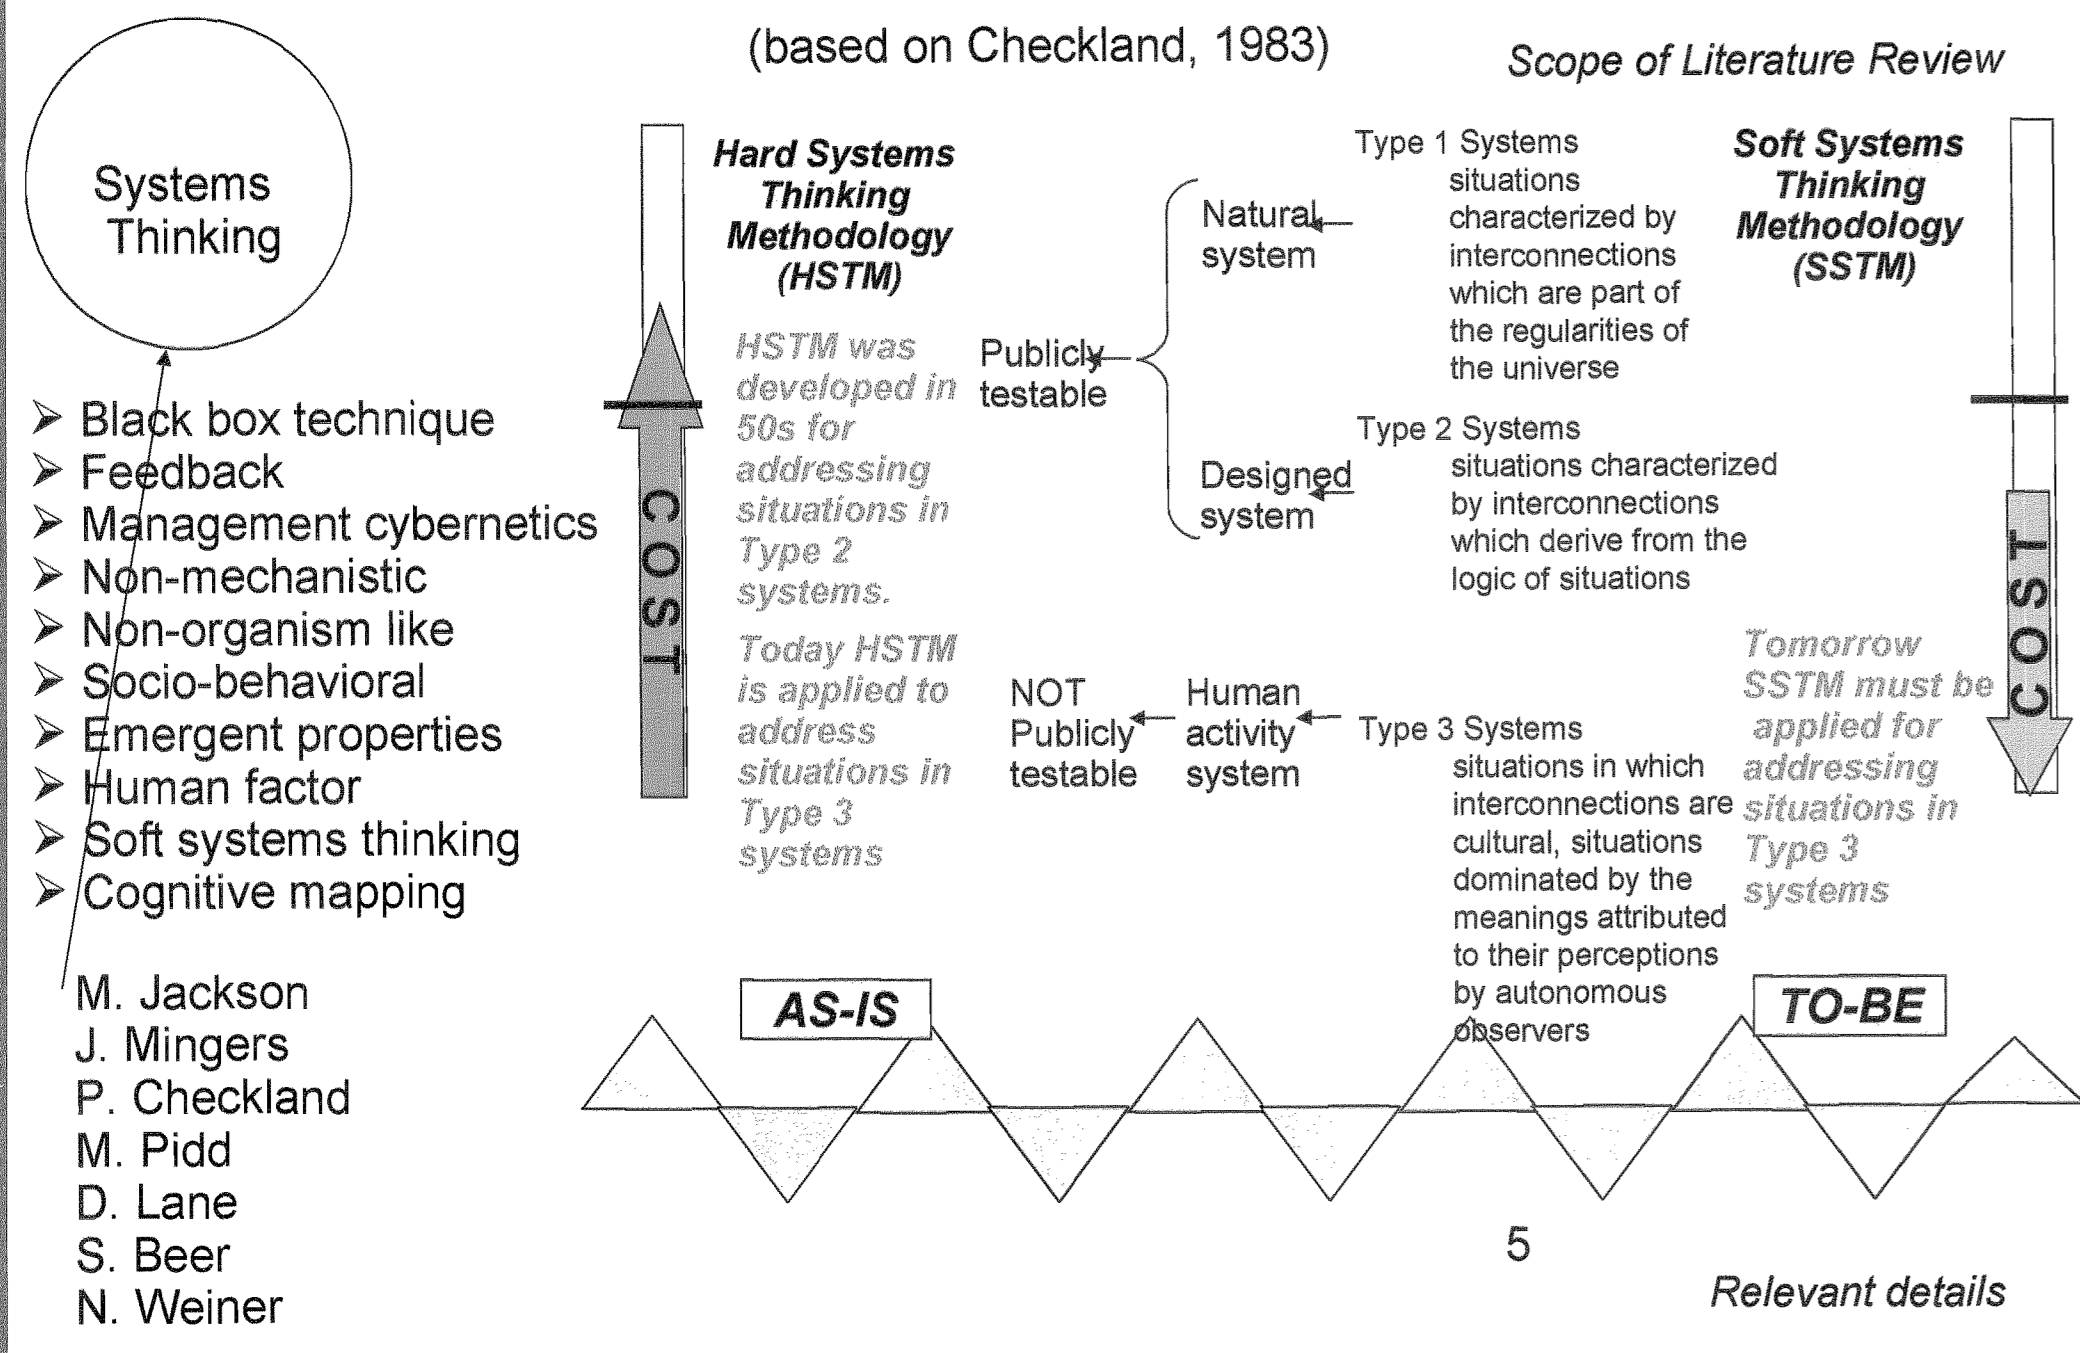 (based on Checkland, 1983)
Scope of Literature Review
Systems
Thinking
➢ Black box technique
➢ Feedback
➢ Management cybernetics
➢ Non-mechanistic
➢ Non-organism like
➢ Socio-behavioral
➢ Emergent properties
➢ Human factor
➢ Soft systems thinking
➢ Cognitive mapping
M. Jackson
J. Mingers
P. Checkland
M. Pidd
D. Lane
S. Beer
N. Weiner
COST
Hard Systems
Thinking
Methodology
(HSTM)
HSTM was
developed in
50s for
addressing
situations in
Type 2
systems.
Today HSTM
is applied to
address
situations in
Type 3
systems
Publicly
testable
Natural
system
Designed
system
NOT
Publicly
testable
Human
activity
system
Type 1 Systems
situations
characterized by
interconnections
which are part of
the regularities of
the universe
Type 2 Systems
situations characterized
by interconnections
which derive from the
logic of situations
Type 3 Systems
situations in which
interconnections are
cultural, situations
dominated by the
meanings attributed
to their perceptions
by autonomous
observers
Soft Systems
Thinking
Methodology
(SSTM)
Tomorrow
SSTM must be
applied for
addressing
situations in
Type 3
systems
COST
AS-IS
TO-BE
5
Relevant details